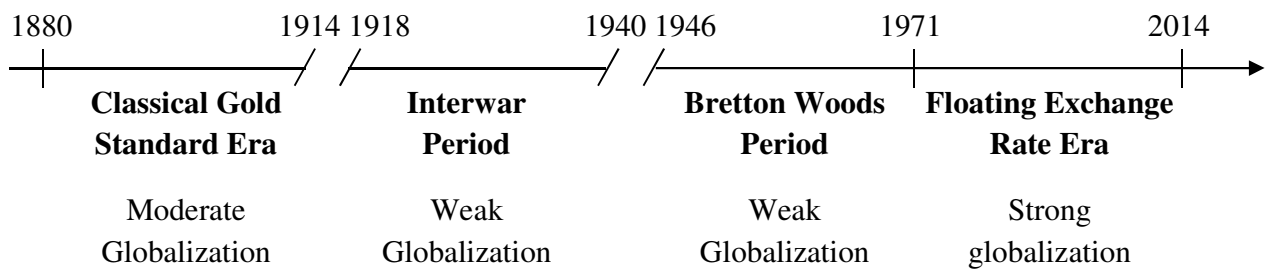 1880 1914 1918 1940 1946 1971 2014
Classical Gold Interwar Bretton Woods Floating Exchange
Standard Era Period Period Rate Era
Moderate Weak Weak Strong
Globalization Globalization Globalization globalization